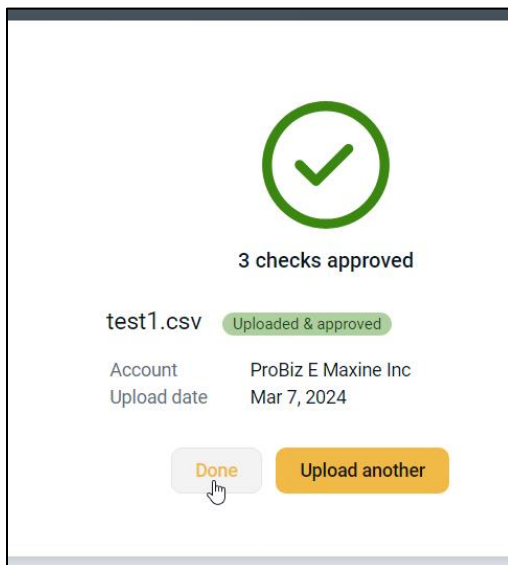 3 checks approved
test1.csv Uploaded & approved
Account ProBiz E Maxine Inc
Upload date Mar 7, 2024
Done Upload another